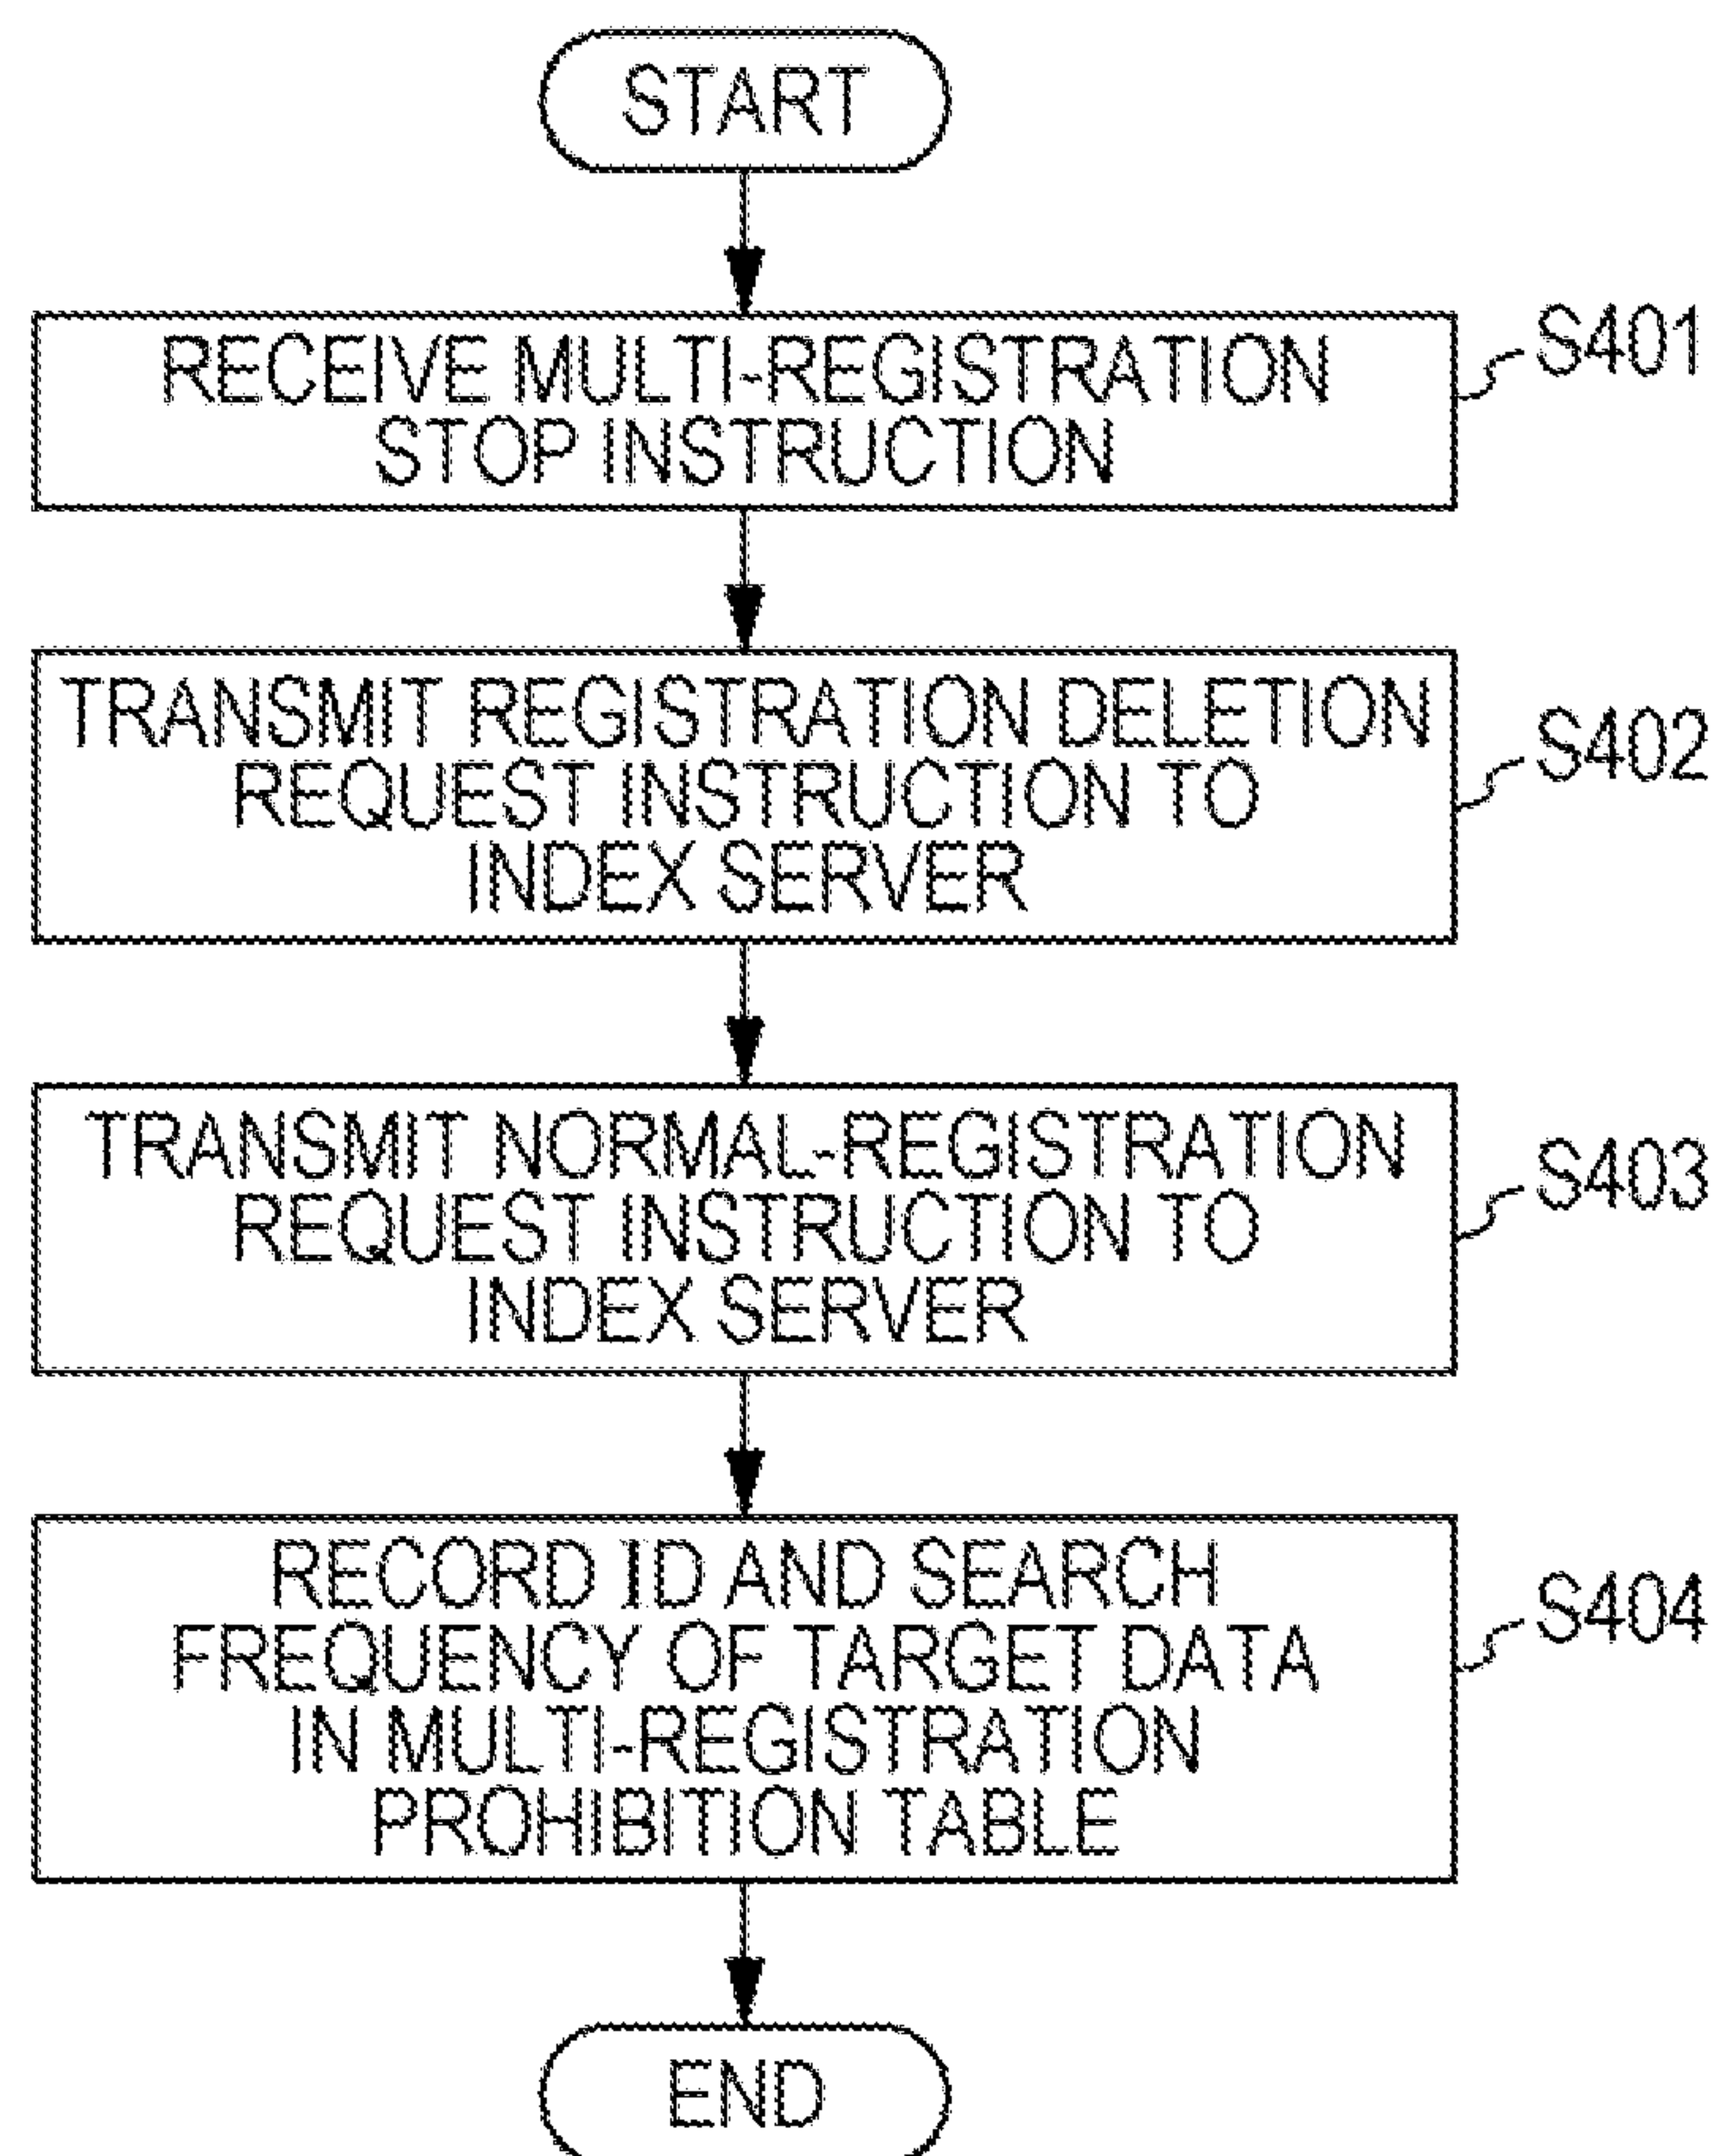 START
RECEIVE MULTI-REGISTRATION
STOP INSTRUCTION
S401
TRANSMIT REGISTRATION DELETION
REQUEST INSTRUCTION TO
INDEX SERVER
S402
TRANSMIT NORMAL-REGISTRATION
REQUEST INSTRUCTION TO
INDEX SERVER
S403
RECORD ID AND SEARCH
FREQUENCY OF TARGET DATA
IN MULTI-REGISTRATION
PROHIBITION TABLE
S404
END